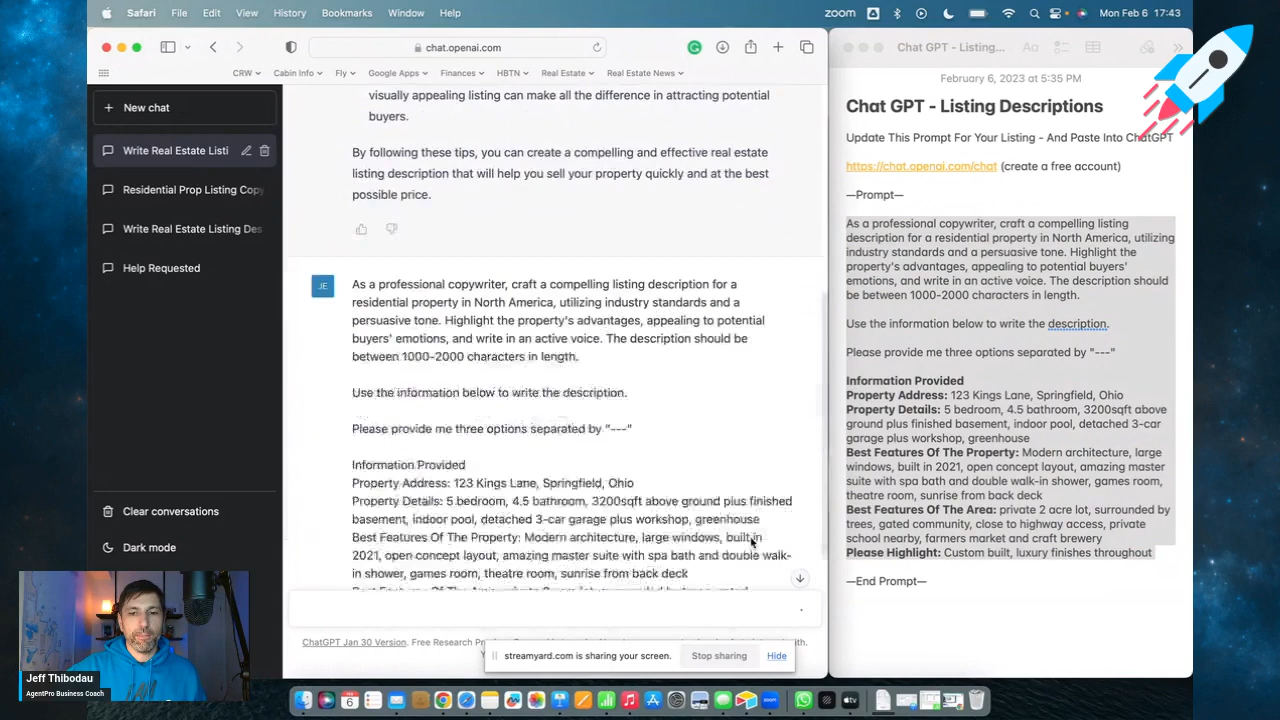 Safari File Edit View History Bookmarks Window Help
zoom
Mon Feb 6 17:43
chat.openai.com
CRW Cabin Info Fly Google Apps Finances HBTN Real Estate Real Estate News
New chat
Write Real Estate Listi
Residential Prop Listing Copy
Write Real Estate Listing Des
Help Requested
Clear conversations
Dark mode
visually appealing listing can make all the difference in attracting potential
buyers.
By following these tips, you can create a compelling and effective real estate
listing description that will help you sell your property quickly and at the best
possible price.
JE
As a professional copywriter, craft a compelling listing description for a
residential property in North America, utilizing industry standards and a
persuasive tone. Highlight the property's advantages, appealing to potential
buyers' emotions, and write in an active voice. The description should be
between 1000-2000 characters in length.
Use the information below to write the description.
Please provide me three options separated by "---"
Information Provided
Property Address: 123 Kings Lane, Springfield, Ohio
Property Details: 5 bedroom, 4.5 bathroom, 3200sqft above ground plus finished
basement, indoor pool, detached 3-car garage plus workshop, greenhouse
Best Features Of The Property: Modern architecture, large windows, built in
2021, open concept layout, amazing master suite with spa bath and double walk-
in shower, games room, theatre room, sunrise from back deck
ChatGPT Jan 30 Version. Free Research
streamyard.com is sharing your screen. Stop sharing Hide
Chat GPT - Listing...
Aa
February 6, 2023 at 5:35 PM
Chat GPT - Listing Descriptions
Update This Prompt For Your Listing - And Paste Into ChatGPT
https://chat.openai.com/chat (create a free account)
—Prompt—
As a professional copywriter, craft a compelling listing
description for a residential property in North America, utilizing
industry standards and a persuasive tone. Highlight the
property's advantages, appealing to potential buyers'
emotions, and write in an active voice. The description should
be between 1000-2000 characters in length.
Use the information below to write the description.
Please provide me three options separated by "---"
Information Provided
Property Address: 123 Kings Lane, Springfield, Ohio
Property Details: 5 bedroom, 4.5 bathroom, 3200sqft above
ground plus finished basement, indoor pool, detached 3-car
garage plus workshop, greenhouse
Best Features Of The Property: Modern architecture, large
windows, built in 2021, open concept layout, amazing master
suite with spa bath and double walk-in shower, games room,
theatre room, sunrise from back deck
Best Features Of The Area: private 2 acre lot, surrounded by
trees, gated community, close to highway access, private
school nearby, farmers market and craft brewery
Please Highlight: Custom built, luxury finishes throughout
—End Prompt—
Jeff Thibodau
AgentPro Business Coach